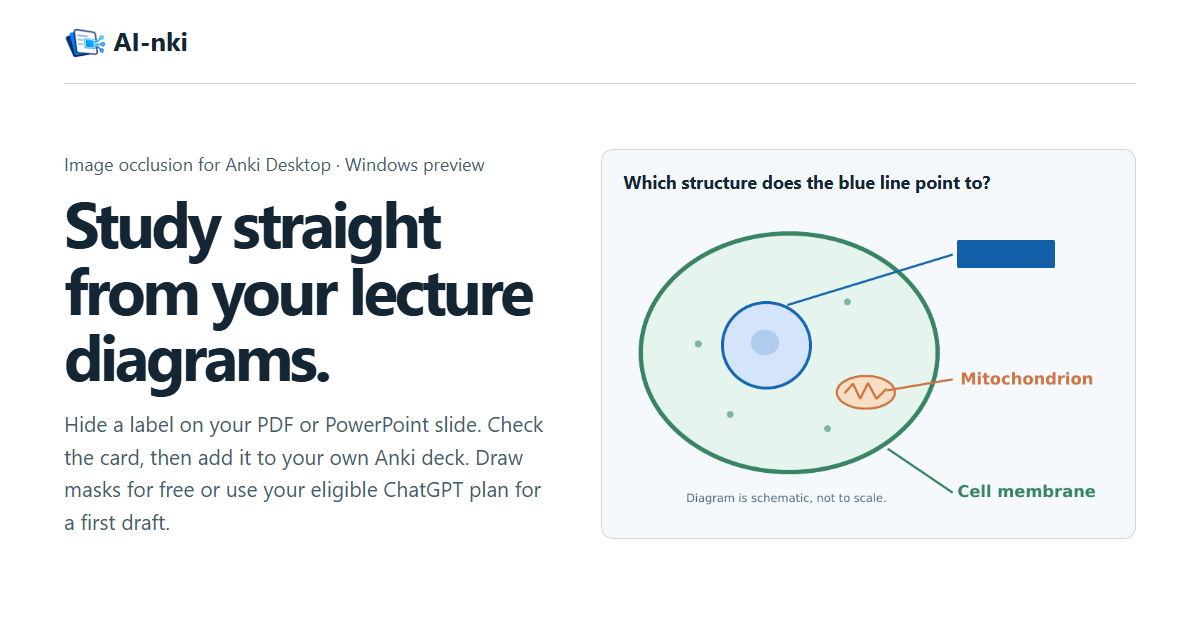 AI-nki
Image occlusion for Anki Desktop · Windows preview
Study straight
from your lecture
diagrams.
Hide a label on your PDF or PowerPoint slide. Check
the card, then add it to your own Anki deck. Draw
masks for free or use your eligible ChatGPT plan for
a first draft.
Which structure does the blue line point to?
Mitochondrion
Cell membrane
Diagram is schematic, not to scale.